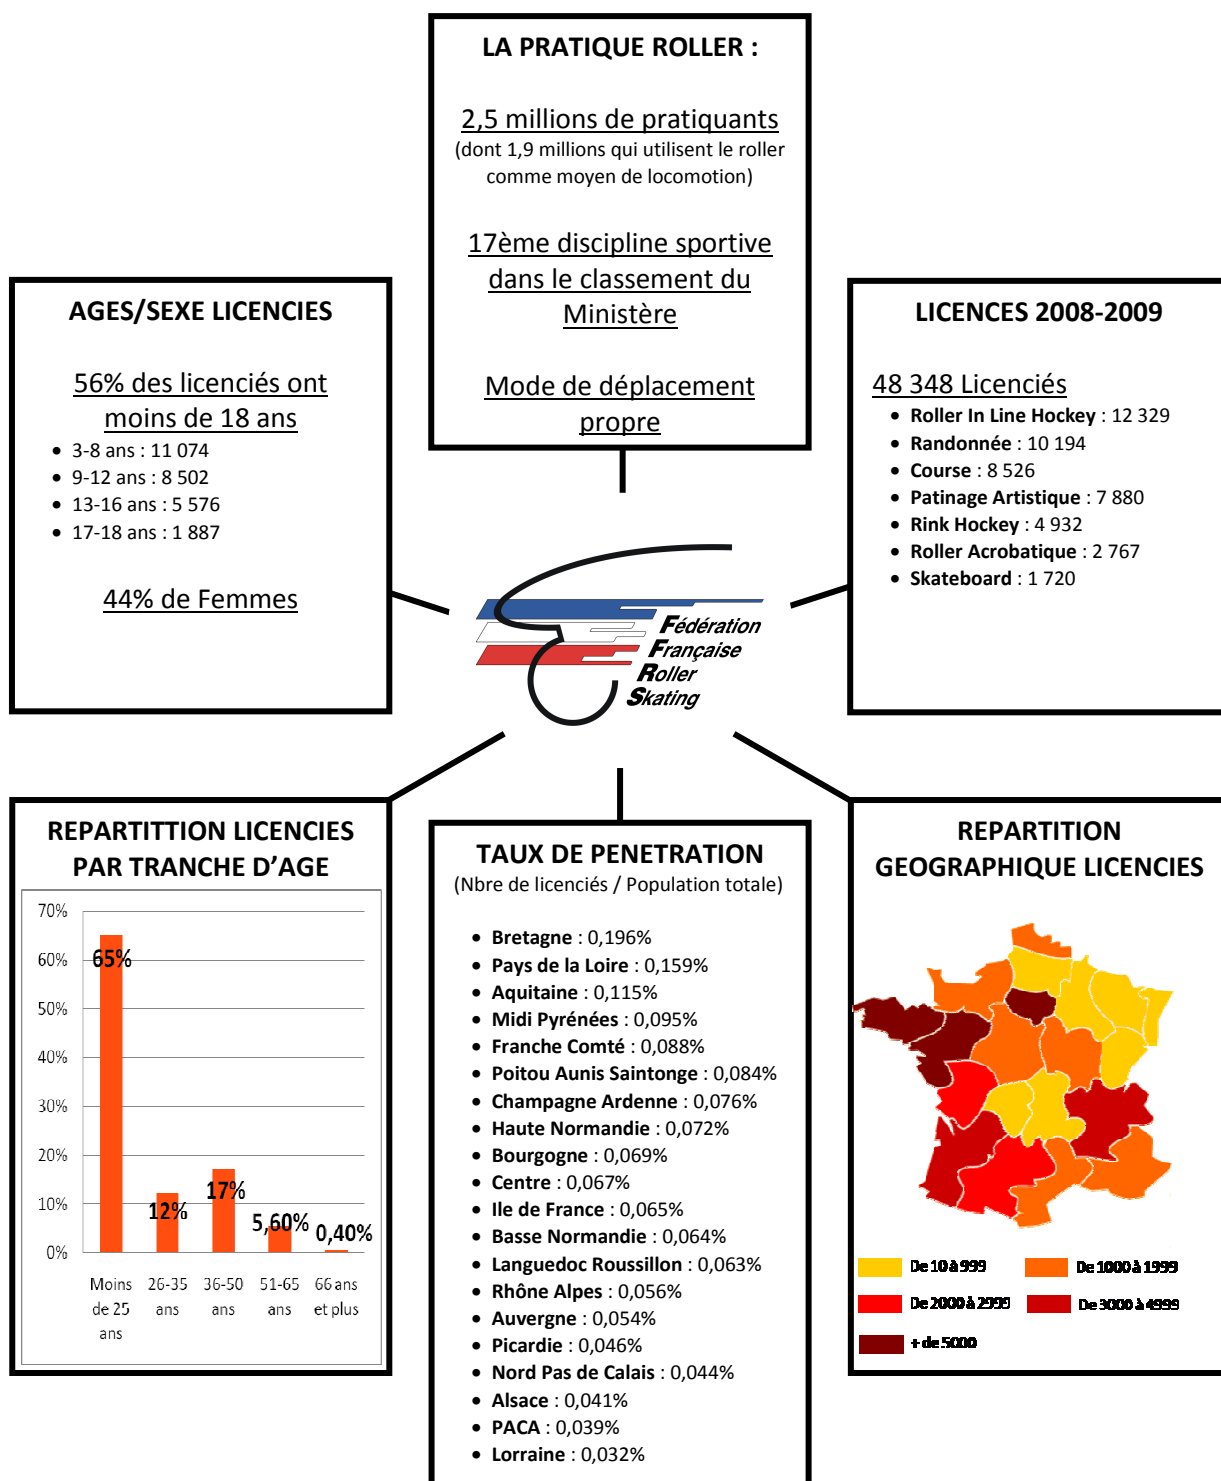 LA PRATIQUE ROLLER :
2,5 millions de pratiquants
(dont 1,9 millions qui utilisent le roller
comme moyen de locomotion)
17ème discipline sportive
dans le classement du
Ministère
Mode de déplacement
propre
AGES/SEXE LICENCIES
56% des licenciés ont
moins de 18 ans
• 3-8 ans : 11 074
• 9-12 ans : 8 502
• 13-16 ans : 5 576
• 17-18 ans : 1 887
44% de Femmes
LICENCES 2008-2009
48 348 Licenciés
• Roller In Line Hockey : 12 329
• Randonnée : 10 194
• Course : 8 526
• Patinage Artistique : 7 880
• Rink Hockey : 4 932
• Roller Acrobatique : 2 767
• Skateboard : 1 720
Fédération
Française
Roller
Skating
REPARTITTION LICENCIES
PAR TRANCHE D'AGE
70%
60%
50%
40%
30%
20%
10%
0%
65%
12%
17%
5,60%
0,40%
Moins
de 25
ans
26-35
ans
36-50
ans
51-65
ans
66 ans
et plus
TAUX DE PENETRATION
(Nbre de licenciés / Population totale)
• Bretagne : 0,196%
• Pays de la Loire : 0,159%
• Aquitaine : 0,115%
• Midi Pyrénées : 0,095%
• Franche Comté : 0,088%
• Poitou Aunis Saintonge : 0,084%
• Champagne Ardenne : 0,076%
• Haute Normandie : 0,072%
• Bourgogne : 0,069%
• Centre : 0,067%
• Ile de France : 0,065%
• Basse Normandie : 0,064%
• Languedoc Roussillon : 0,063%
• Rhône Alpes : 0,056%
• Auvergne : 0,054%
• Picardie : 0,046%
• Nord Pas de Calais : 0,044%
• Alsace : 0,041%
• PACA : 0,039%
• Lorraine : 0,032%
REPARTITION
GEOGRAPHIQUE LICENCIES
De 10 à 999
De 1000 à 1999
De 2000 à 2999
De 3000 à 4999
+ de 5000